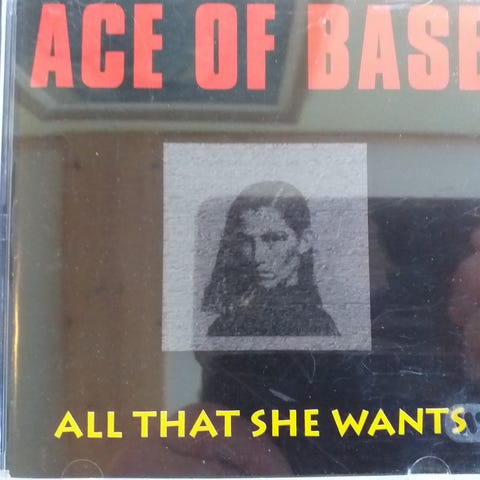 ACE OF BASE
ALL THAT SHE WANTS